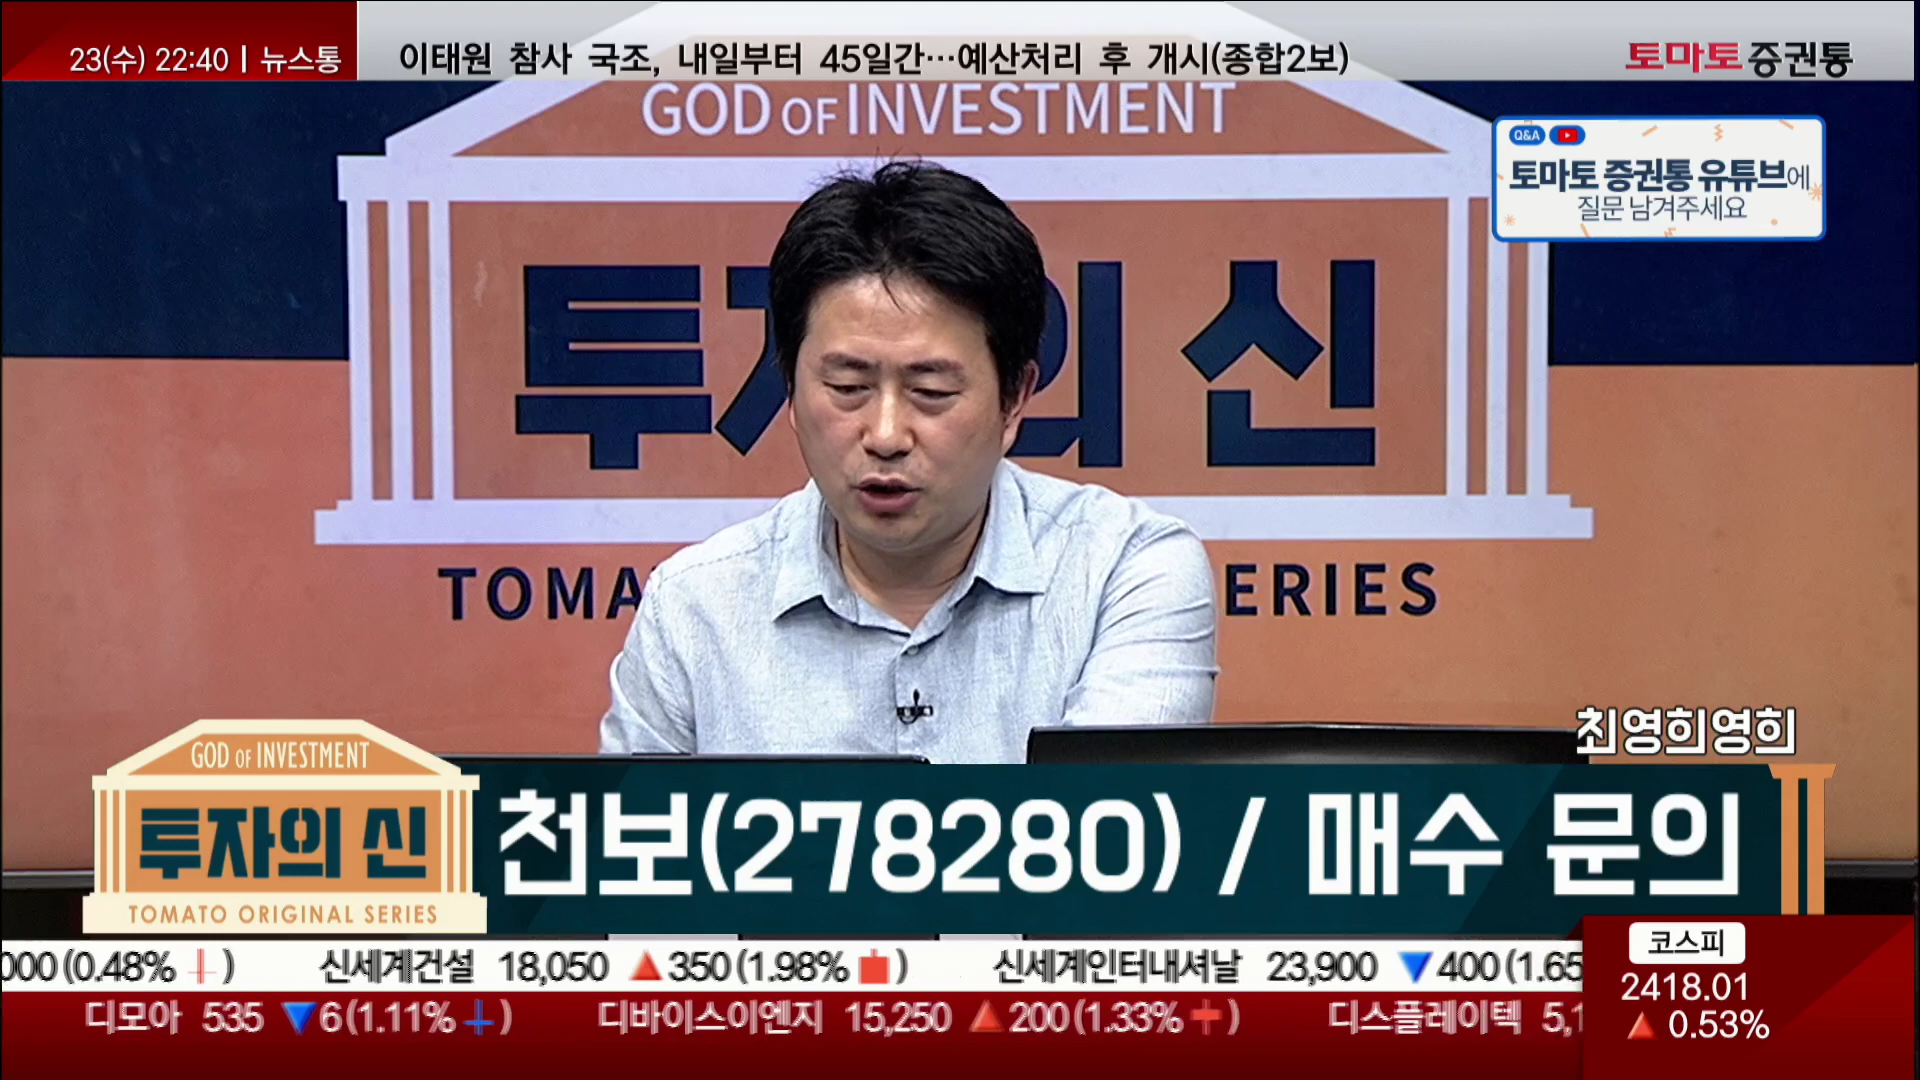 23(수) 22:40 | 뉴스통
이태원 참사 국조, 내일부터 45일간…예산처리 후 개시(종합2보)
토마토증권통
GOD OF INVESTMENT
Q&A
토마토 증권통 유튜브에
질문 남겨주세요
투자의 신
TOMA
ERIES
최영희영희
GOD OF INVESTMENT
투자의 신
TOMATO ORIGINAL SERIES
천보(278280) / 매수 문의
000(0.48% ) 신세계건설 18,050 ▲350(1.98% ) 신세계인터내셔날 23,900 ▼400(1.65
디모아 535 ▼6(1.11% ) 디바이스이엔지 15,250 ▲200(1.33% ) 디스플레이텍 5,1
코스피
2418.01
▲ 0.53%